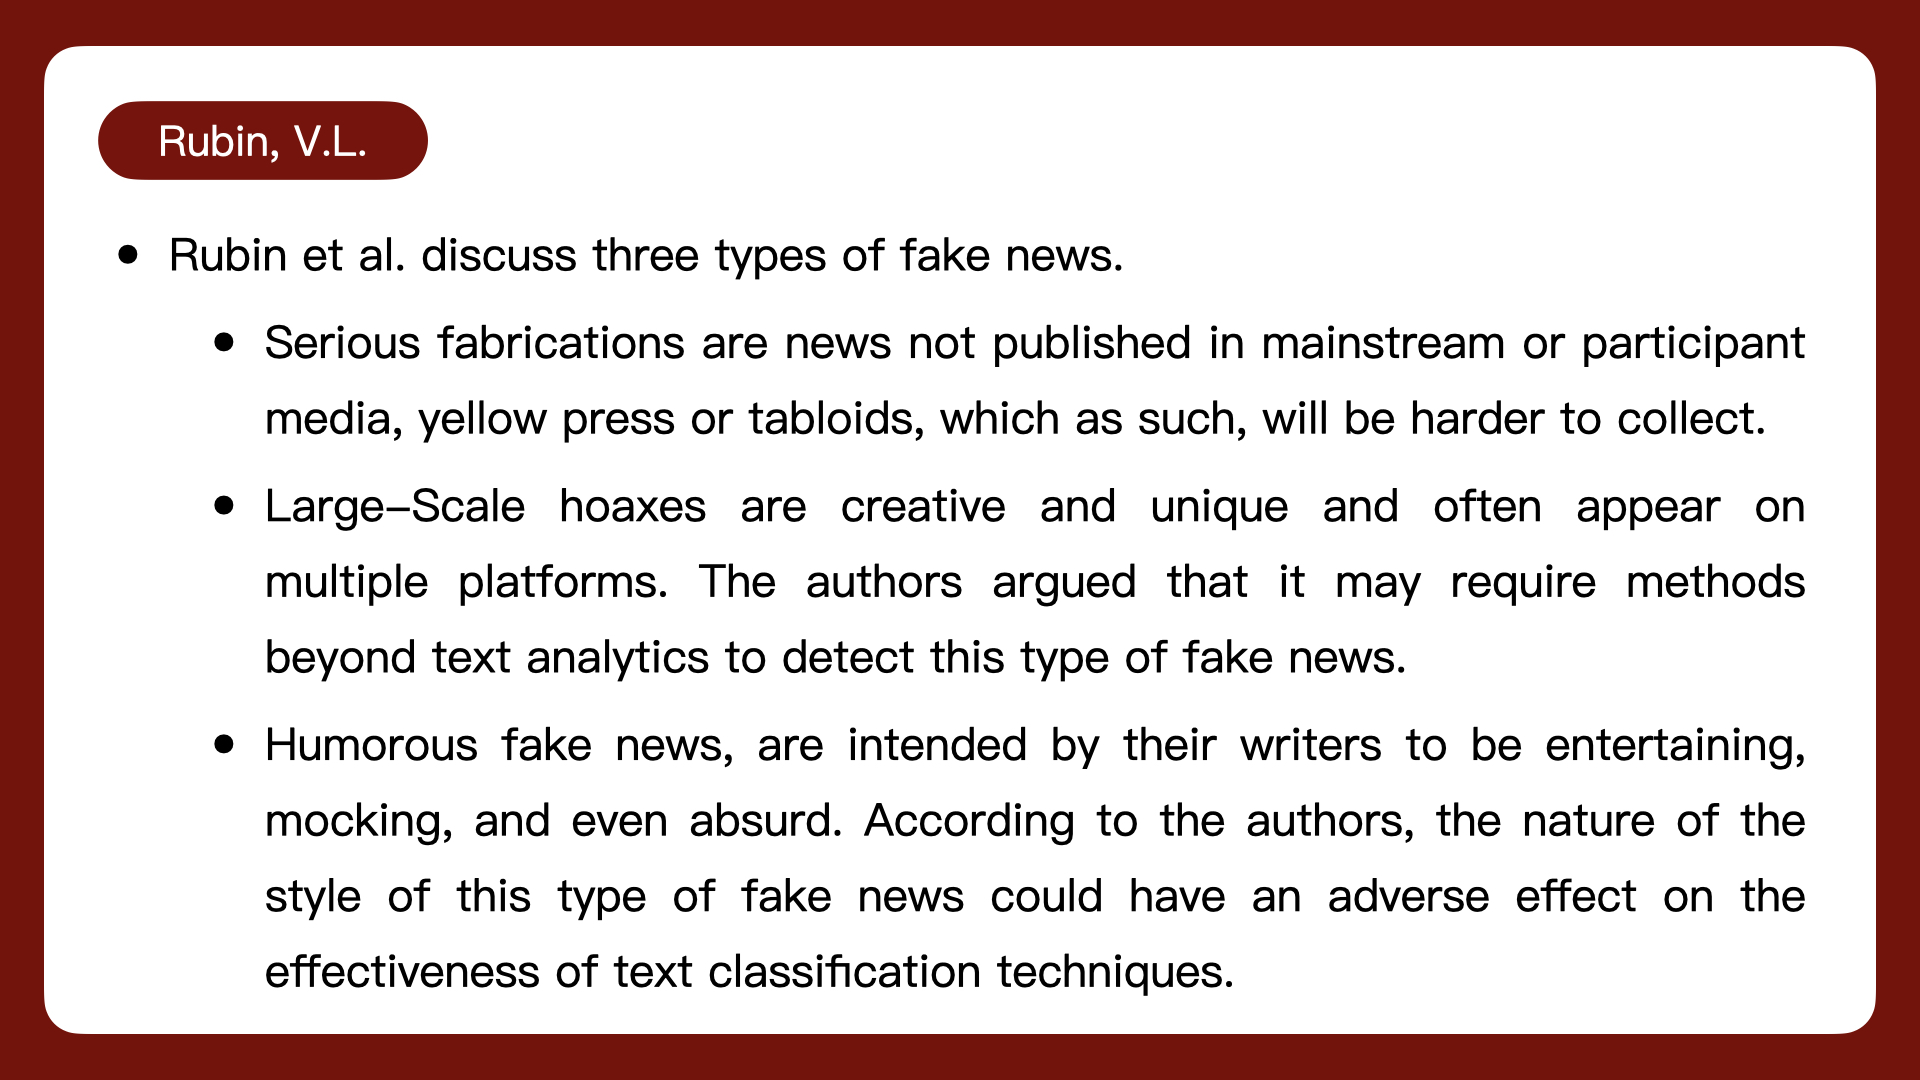 Rubin, V.L.
• Rubin et al. discuss three types of fake news.
• Serious fabrications are news not published in mainstream or participant
media, yellow press or tabloids, which as such, will be harder to collect.
• Large–Scale hoaxes are creative and unique and often appear on
multiple platforms. The authors argued that it may require methods
beyond text analytics to detect this type of fake news.
• Humorous fake news, are intended by their writers to be entertaining,
mocking, and even absurd. According to the authors, the nature of the
style of this type of fake news could have an adverse effect on the
effectiveness of text classification techniques.